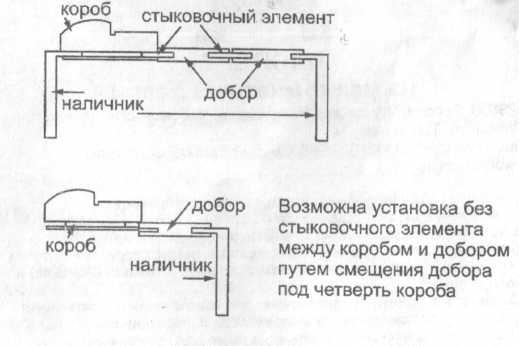 короб
стыковочный элемент
добор
наличник
добор
короб
наличник
Возможна установка без
стыковочного элемента
между коробом и добором
путем смещения добора
под четверть короба